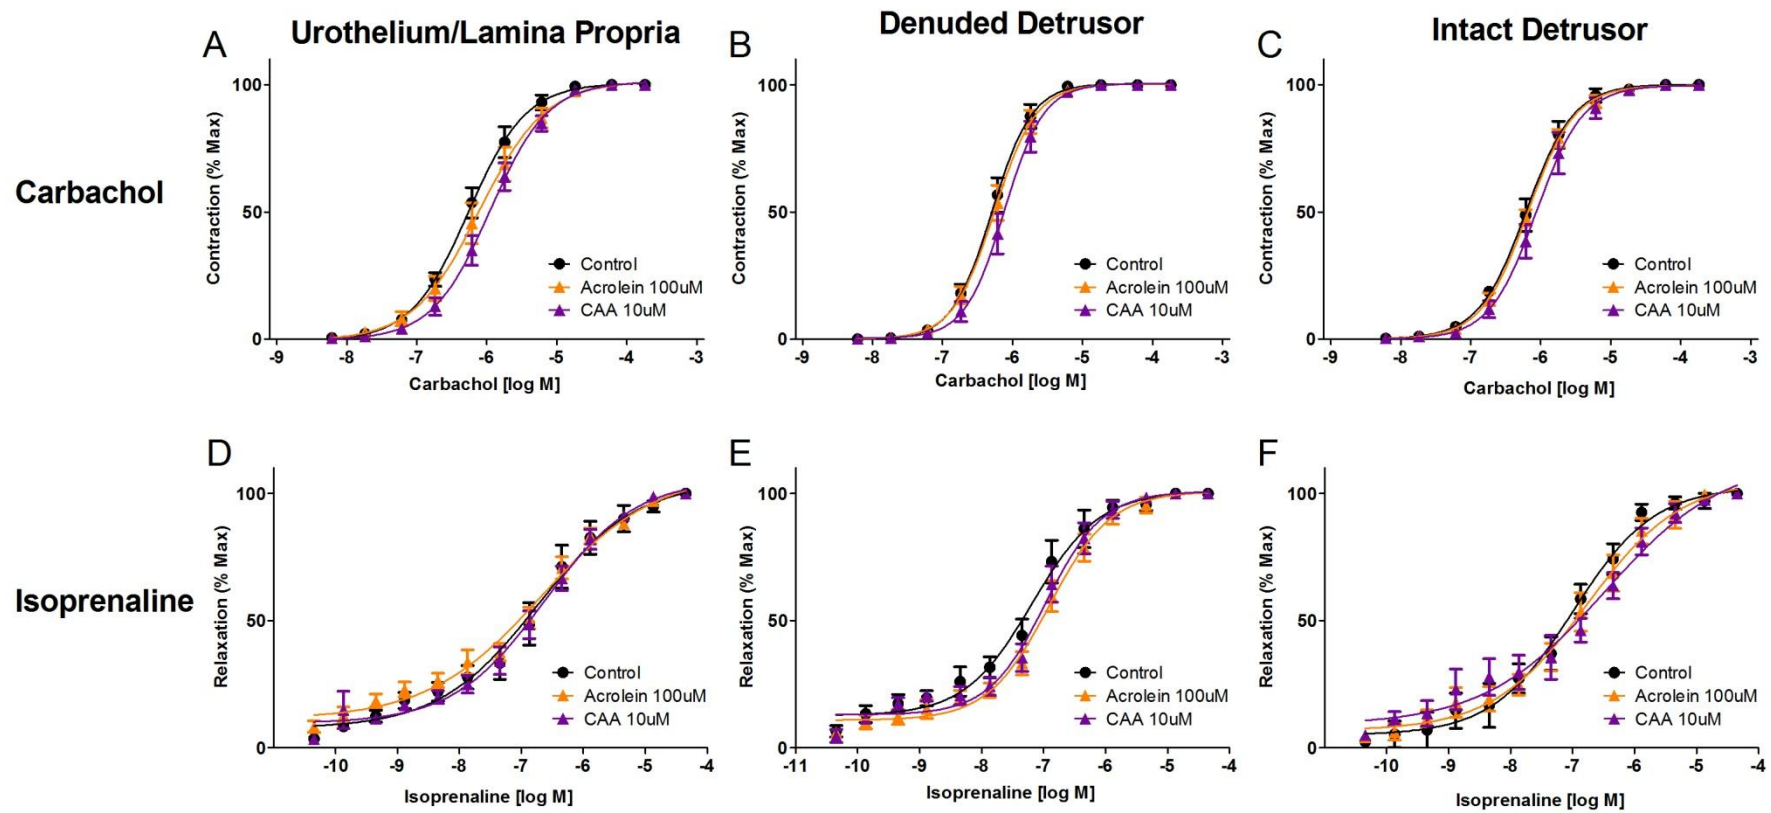 A
Urothelium/Lamina Propria
B
Denuded Detrusor
C
Intact Detrusor
Carbachol
Contraction (% Max)
100
50
0
Control
Acrolein 100uM
CAA 10uM
-9 -8 -7 -6 -5 -4 -3
Carbachol [log M]
Contraction (% Max)
100
50
0
Control
Acrolein 100uM
CAA 10uM
-9 -8 -7 -6 -5 -4 -3
Carbachol [log M]
Contraction (% Max)
100
50
0
Control
Acrolein 100uM
CAA 10uM
-9 -8 -7 -6 -5 -4 -3
Carbachol [log M]
Isoprenaline
D
Relaxation (% Max)
100
50
0
Control
Acrolein 100uM
CAA 10uM
-10 -9 -8 -7 -6 -5 -4
Isoprenaline [log M]
E
Relaxation (% Max)
100
50
0
Control
Acrolein 100uM
CAA 10uM
-11 -10 -9 -8 -7 -6 -5 -4
Isoprenaline [log M]
F
Relaxation (% Max)
100
50
0
Control
Acrolein 100uM
CAA 10uM
-10 -9 -8 -7 -6 -5 -4
Isoprenaline [log M]